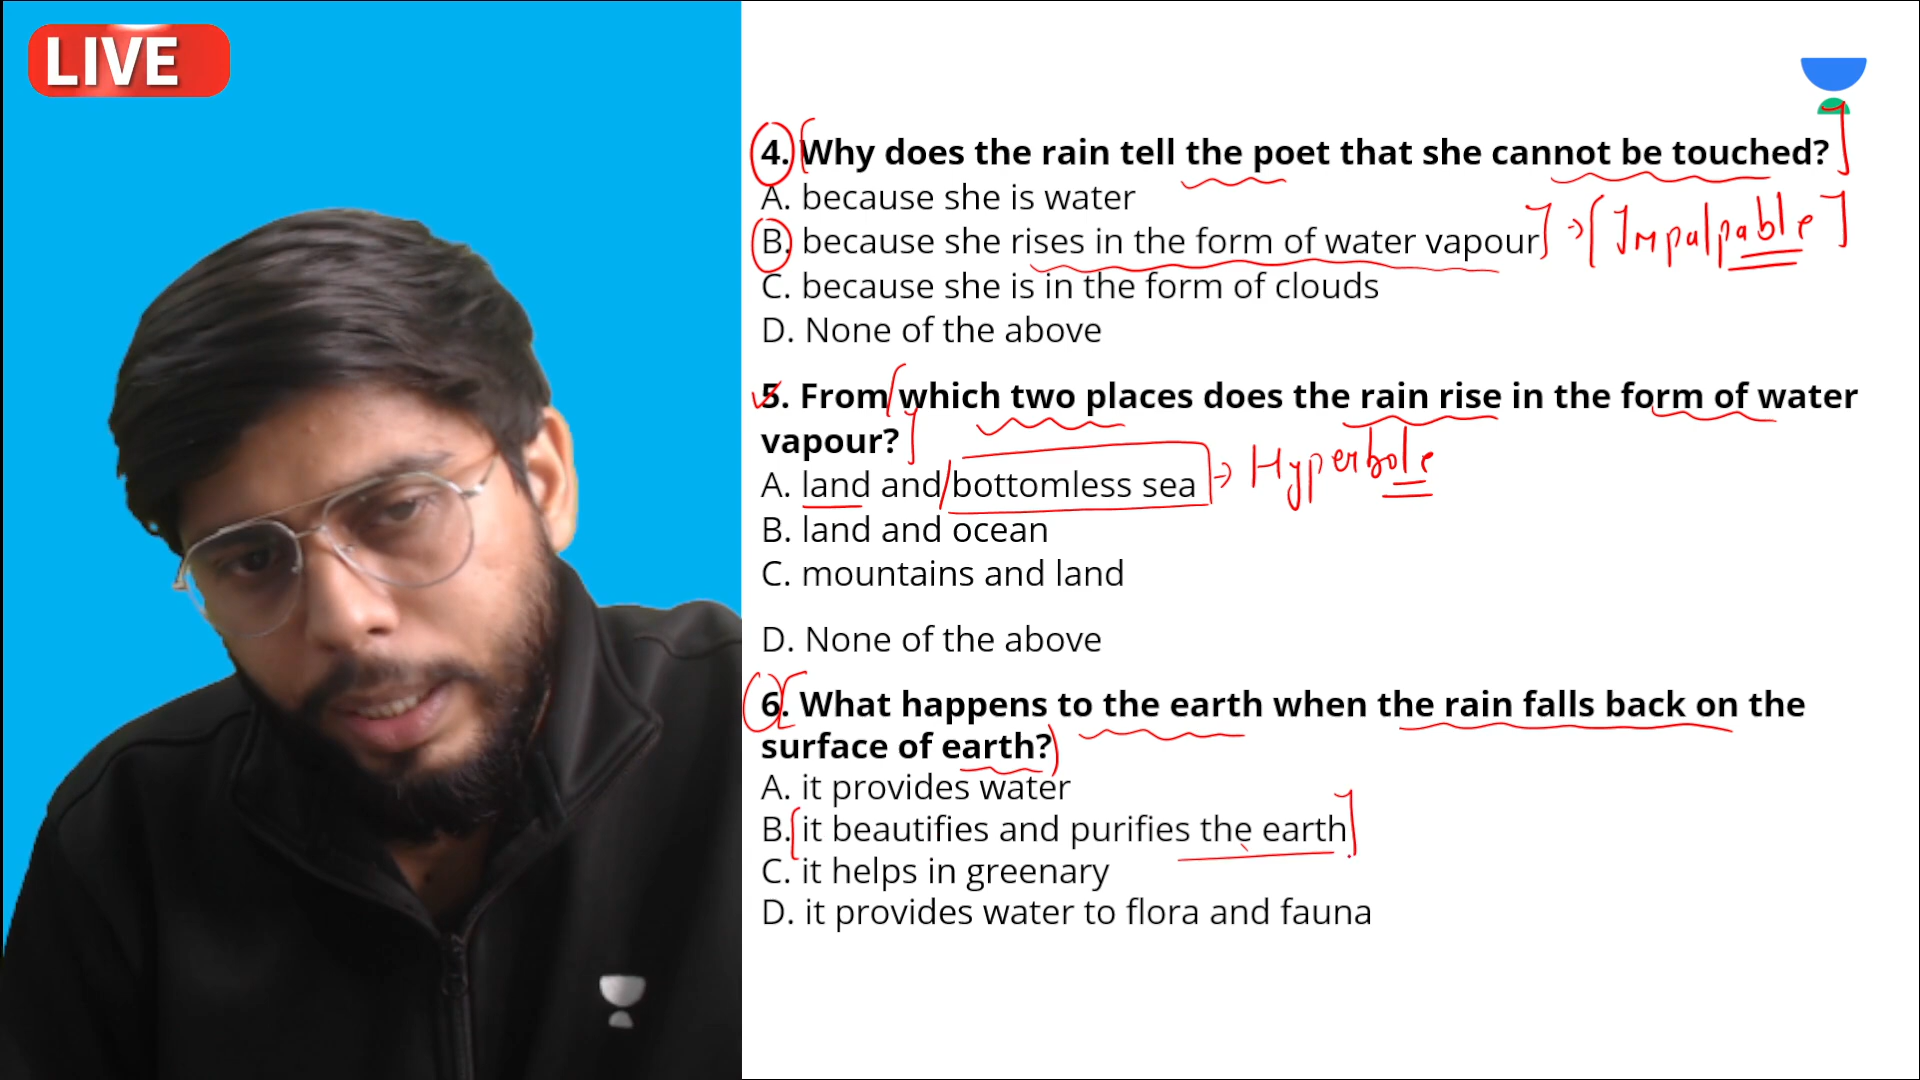 LIVE
4. Why does the rain tell the poet that she cannot be touched?
A. because she is water
B. because she rises in the form of water vapour → [Impalpable]
C. because she is in the form of clouds
D. None of the above
5. From which two places does the rain rise in the form of water
vapour?
A. land and bottomless sea → Hyperbole
B. land and ocean
C. mountains and land
D. None of the above
6. What happens to the earth when the rain falls back on the
surface of earth?
A. it provides water
B. it beautifies and purifies the earth
C. it helps in greenary
D. it provides water to flora and fauna